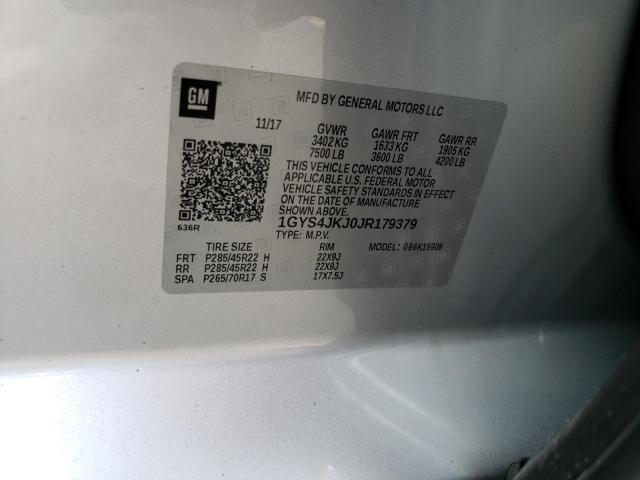 GM
MFD BY GENERAL MOTORS LLC
11/17
GVWR GAWR FRT GAWR RR
3402 KG 1633 KG 1905 KG
7500 LB 3600 LB 4200 LB
THIS VEHICLE CONFORMS TO ALL
APPLICABLE U.S. FEDERAL MOTOR
VEHICLE SAFETY STANDARDS IN EFFECT
ON THE DATE OF MANUFACTURE
SHOWN ABOVE.
636R
1GYS4JKJ0JR179379
TYPE: M.P.V. MODEL: 096K15906
TIRE SIZE RIM
FRT P285/45R22 H 22X9J
RR P285/45R22 H 22X9J
SPA P265/70R17 S 17X7.5J